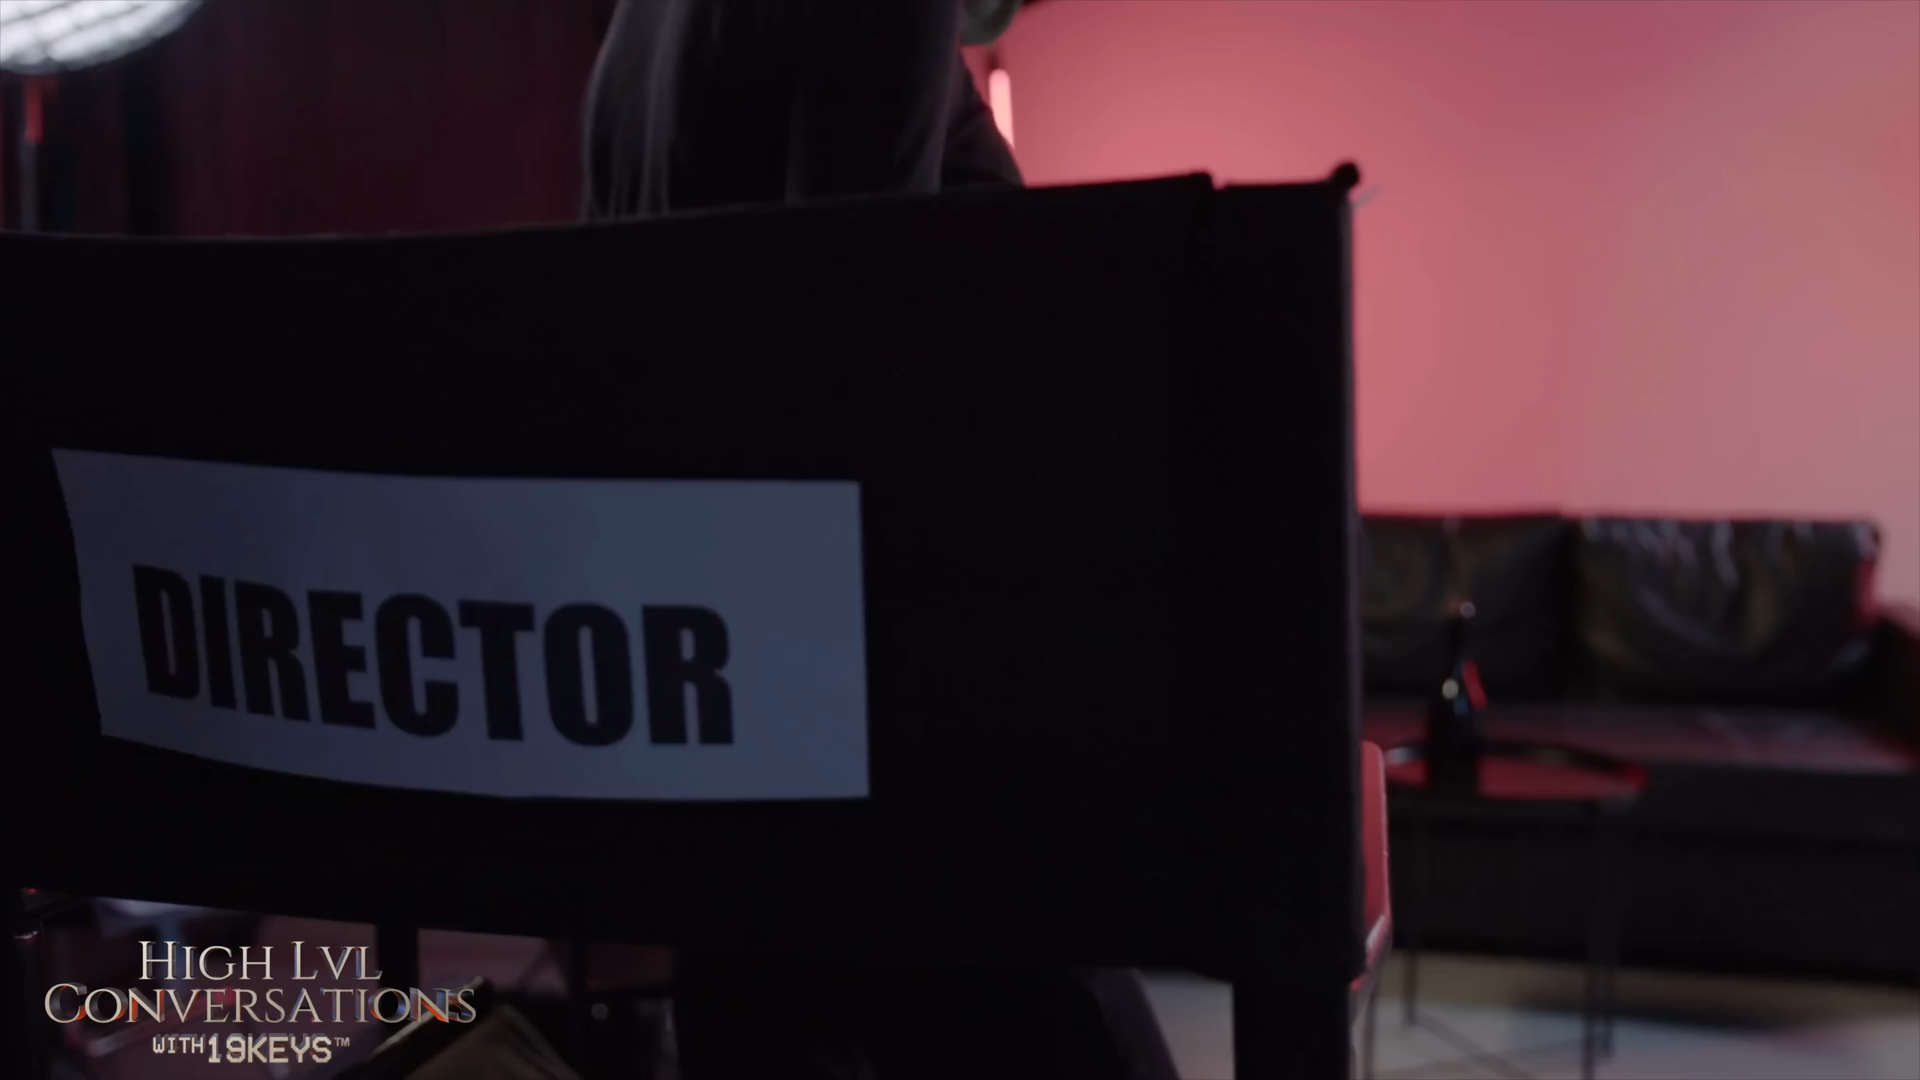 DIRECTOR
HIGH LVL
CONVERSATIONS
WITH 19KEYS™